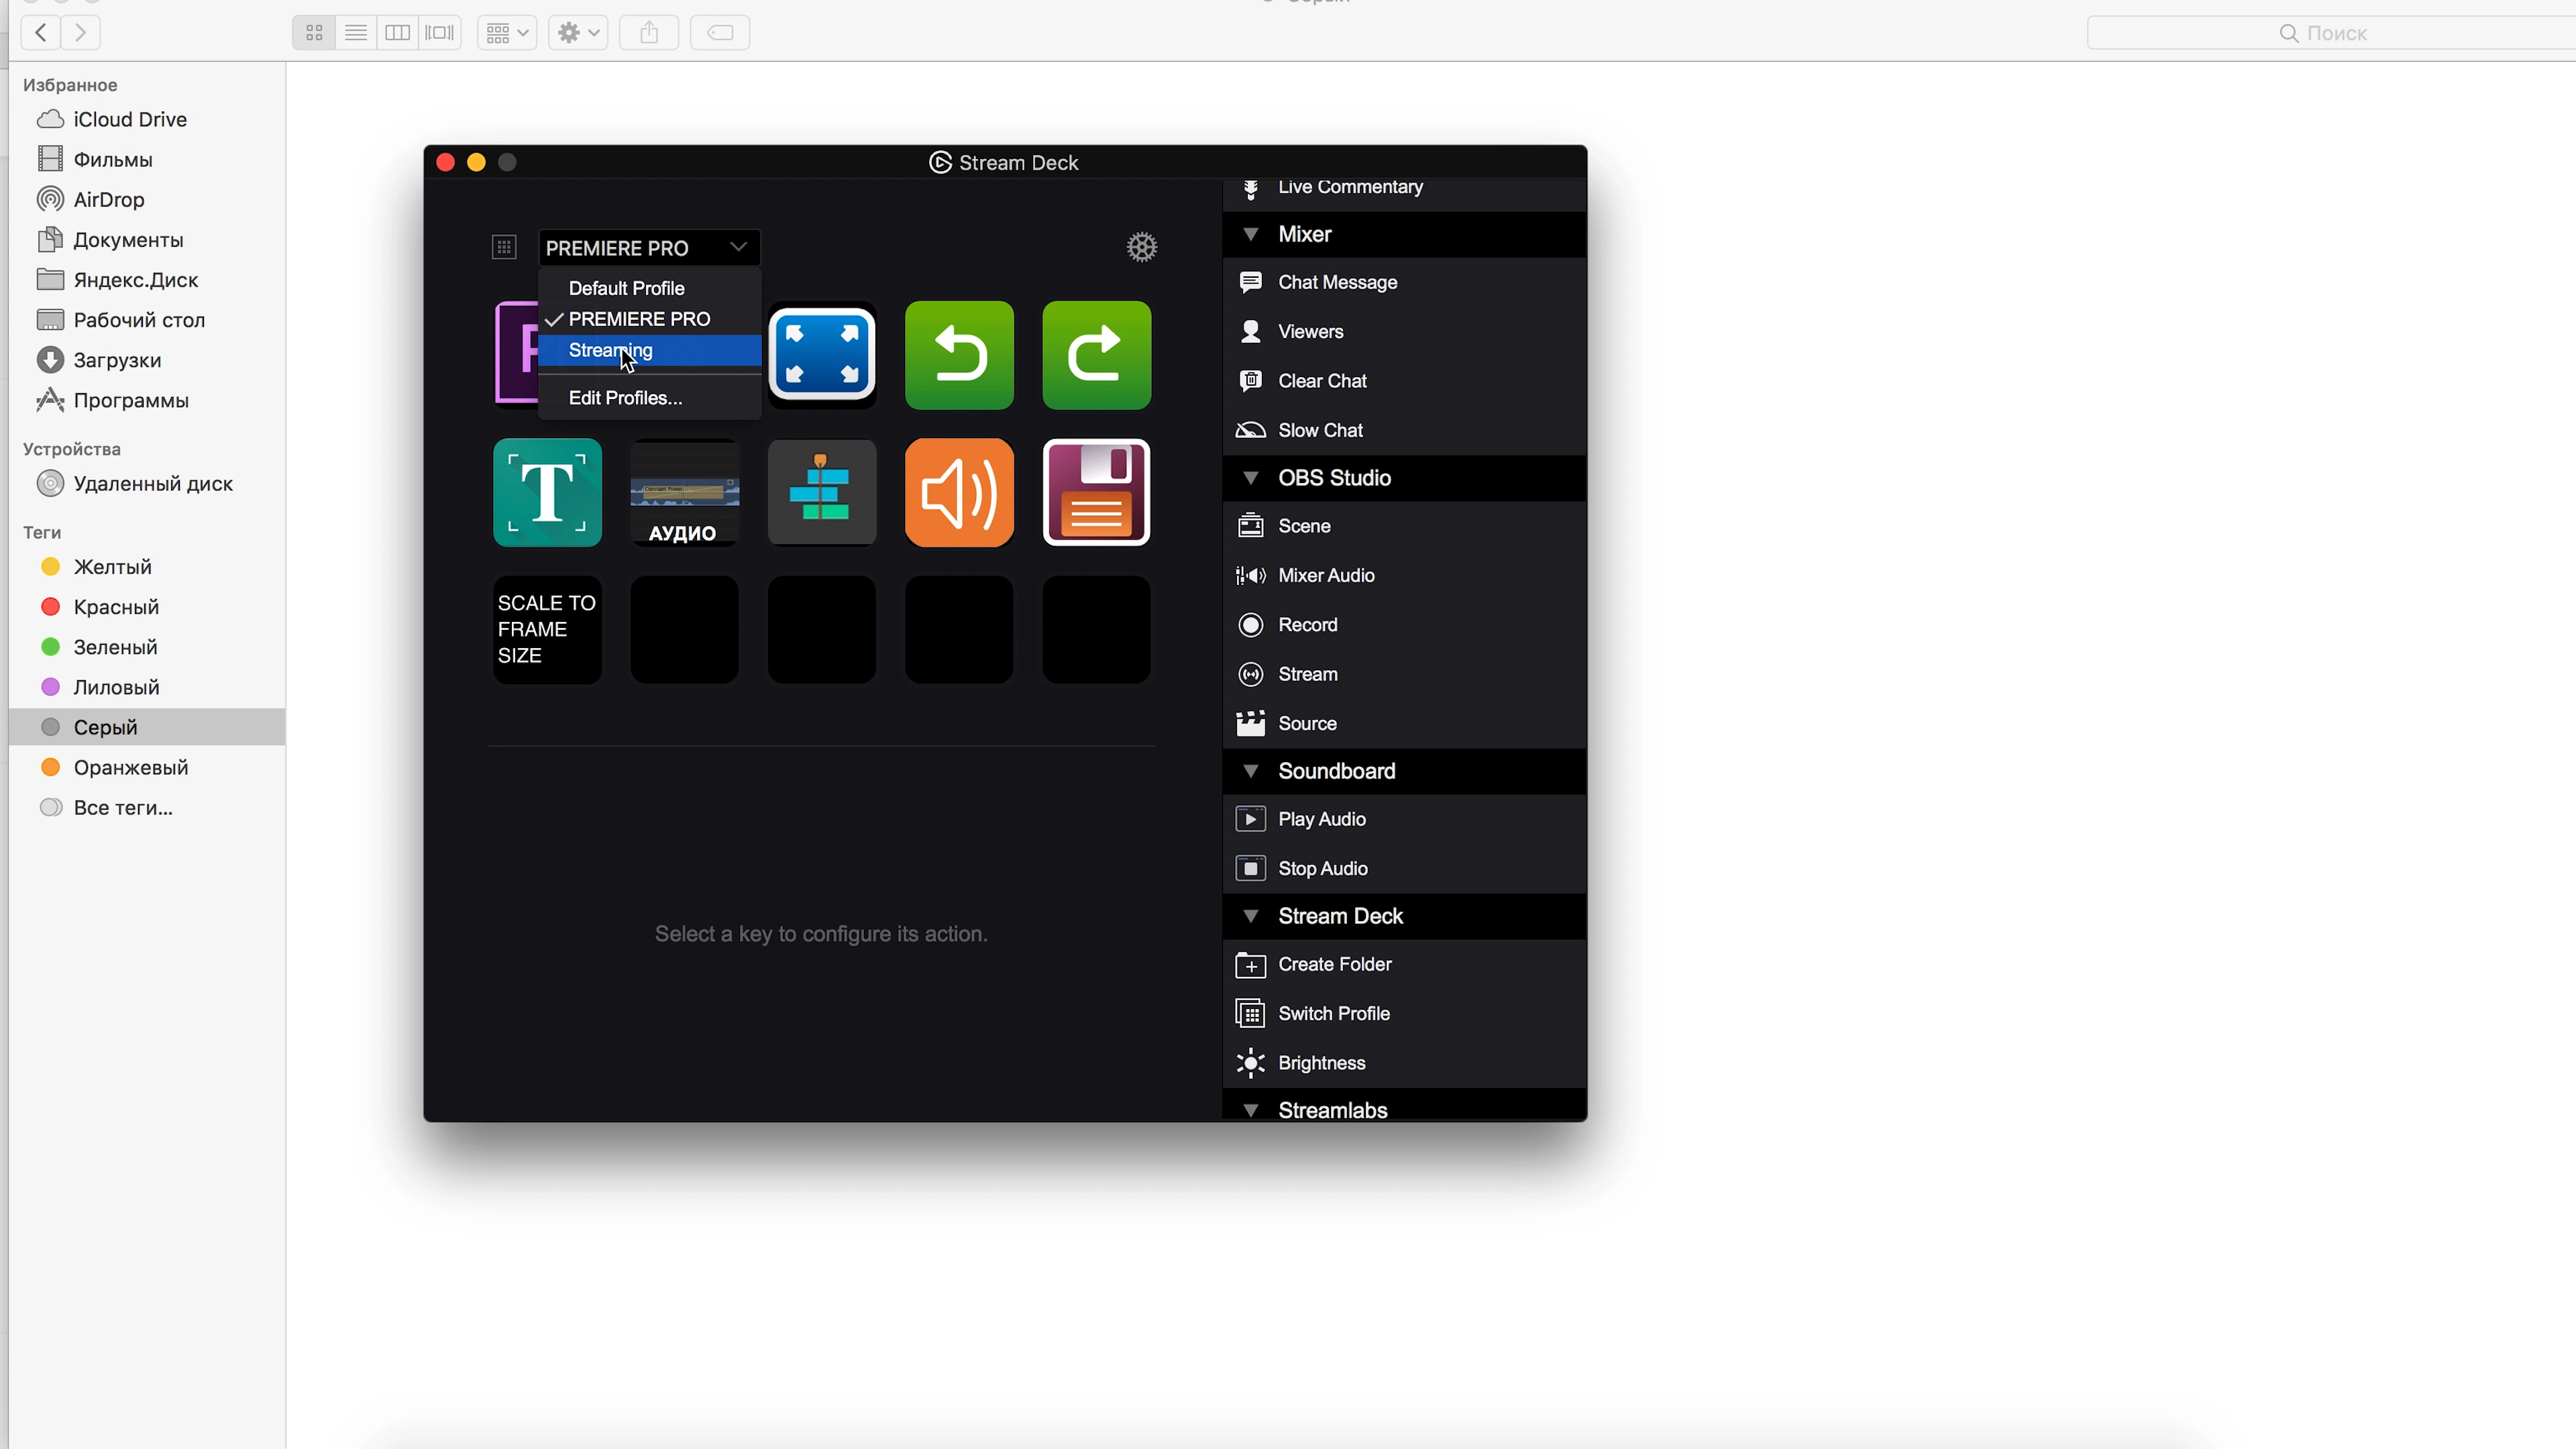 Поиск
Избранное
iCloud Drive
Фильмы
AirDrop
Документы
Яндекс.Диск
Рабочий стол
Загрузки
Программы
Устройства
Удаленный диск
Теги
Желтый
Красный
Зеленый
Лиловый
Серый
Оранжевый
Все теги...
Stream Deck
PREMIERE PRO
Default Profile
PREMIERE PRO
Streaming
Edit Profiles...
T
АУДИО
SCALE TO
FRAME
SIZE
Select a key to configure its action.
Live Commentary
Mixer
Chat Message
Viewers
Clear Chat
Slow Chat
OBS Studio
Scene
Mixer Audio
Record
Stream
Source
Soundboard
Play Audio
Stop Audio
Stream Deck
Create Folder
Switch Profile
Brightness
Streamlabs